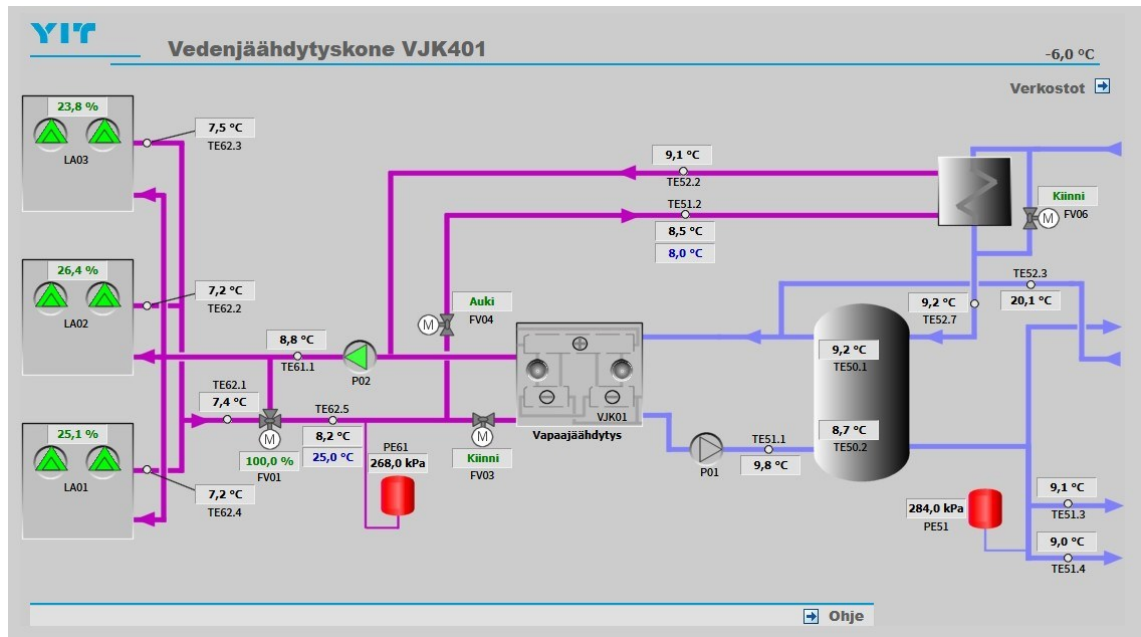 YIT
Vedenjäähdytyskone VJK401
-6,0 °C
Verkostot
23,8 %
LA03
7,5 °C
TE62.3
9,1 °C
TE52.2
TE51.2
8,5 °C
8,0 °C
Kiinni
FV06
26,4 %
LA02
7,2 °C
TE62.2
Auki
FV04
TE52.3
20,1 °C
9,2 °C
TE52.7
8,8 °C
TE61.1
P02
9,2 °C
TE50.1
TE62.1
7,4 °C
TE62.5
8,2 °C
25,0 °C
100,0 %
FV01
PE61
268,0 kPa
Kiinni
FV03
VJK01
Vapaajäähdytys
P01
TE51.1
9,8 °C
8,7 °C
TE50.2
25,1 %
LA01
7,2 °C
TE62.4
284,0 kPa
PE51
9,1 °C
TE51.3
9,0 °C
TE51.4
M
M
M
M
Ohje